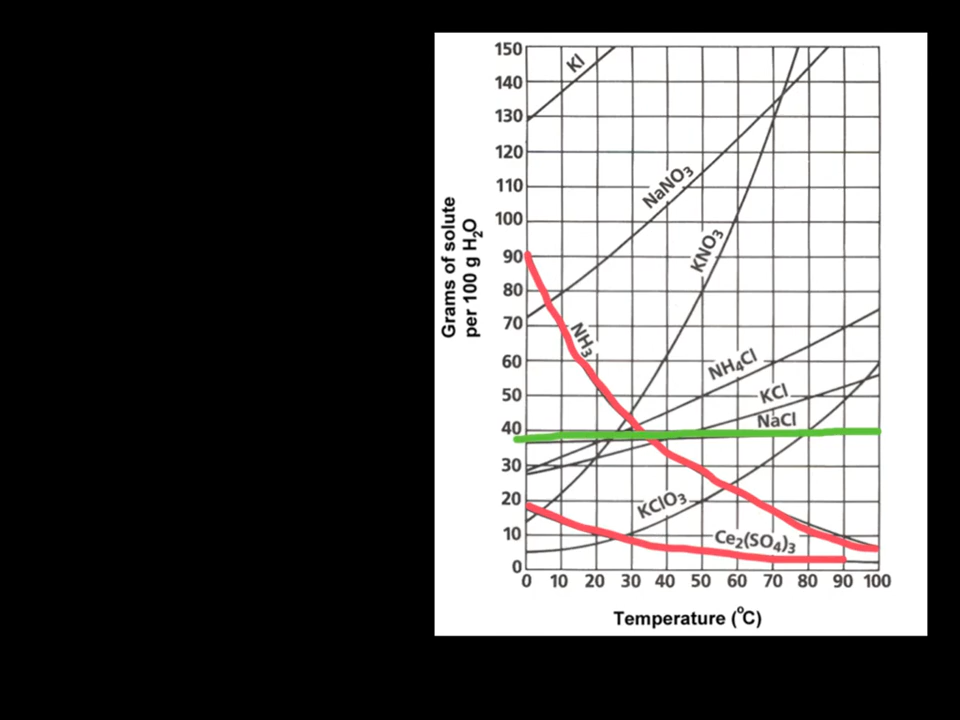 150
140
130
120
110
100
90
80
70
60
50
40
30
20
10
0
Grams of solute
per 100 g H₂O
KI
NaNO₃
KNO₃
NH₃
NH₄Cl
KCl
NaCl
KClO₃
Ce₂(SO₄)₃
0 10 20 30 40 50 60 70 80 90 100
Temperature (°C)